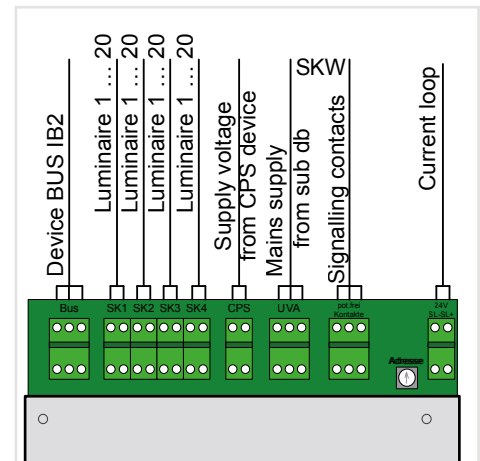 Device BUS IB2
Luminaire 1 ... 20
Luminaire 1 ... 20
Luminaire 1 ... 20
Luminaire 1 ... 20
Supply voltage
from CPS device
Mains supply
from sub db
SKW
Signalling contacts
Current loop
Bus
SK1
SK2
SK3
SK4
CPS
UVA
pot.frei
Kontakte
24V
SL-SL+
Adresse